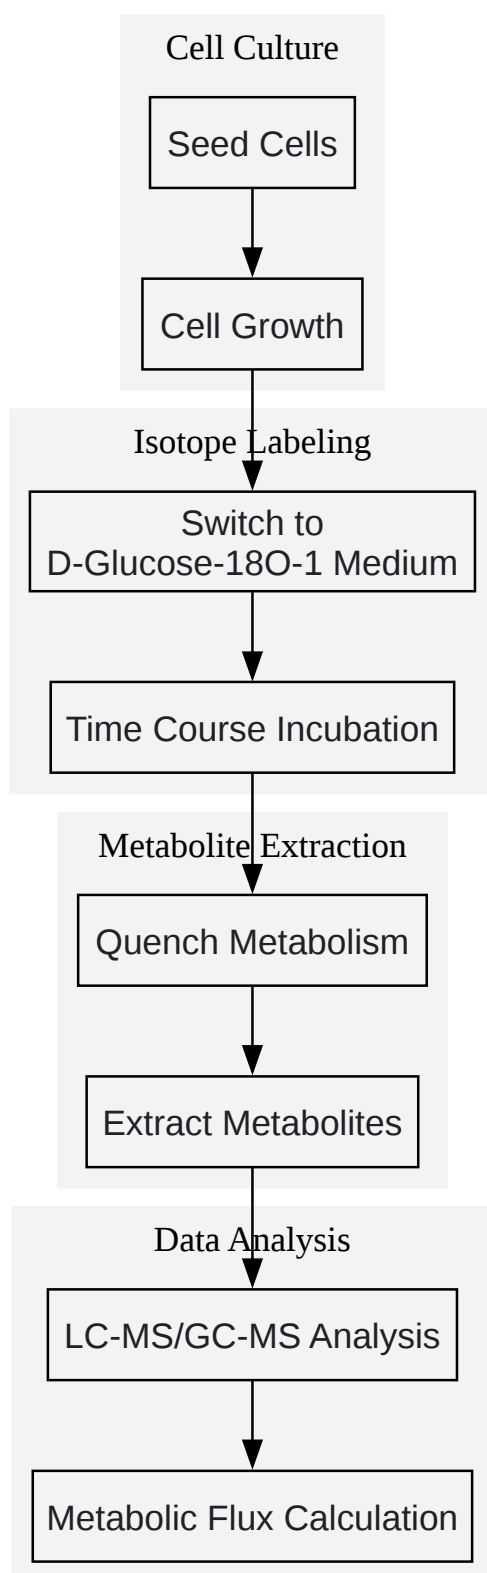 Cell Culture
Seed Cells
Cell Growth
Isotope Labeling
Switch to
D-Glucose-18O-1 Medium
Time Course Incubation
Metabolite Extraction
Quench Metabolism
Extract Metabolites
Data Analysis
LC-MS/GC-MS Analysis
Metabolic Flux Calculation